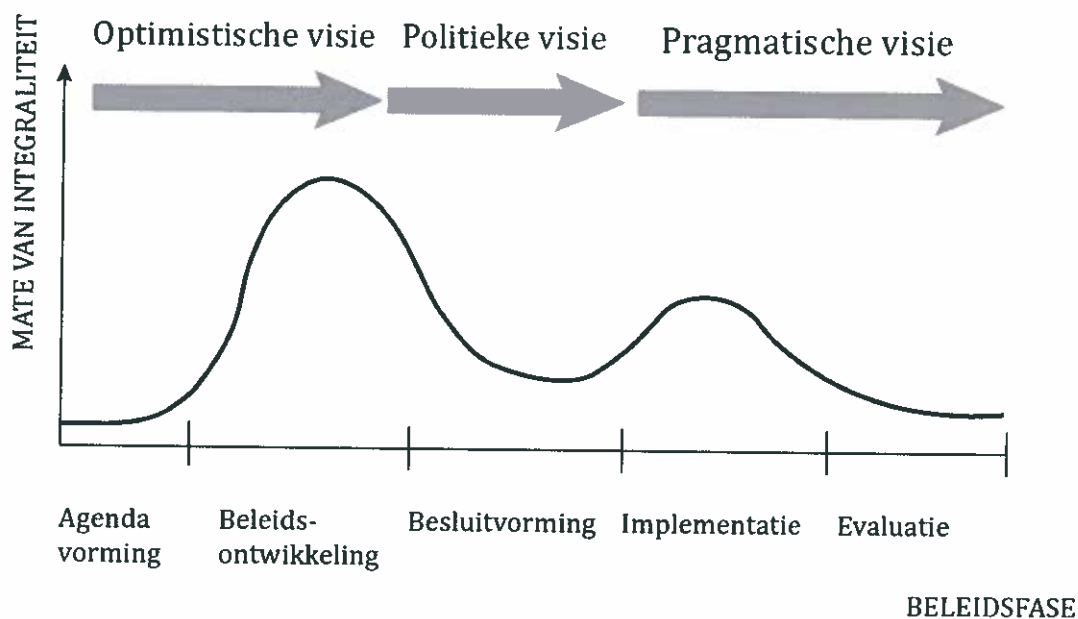 MATE VAN INTEGRALITEIT
Optimistische visie
Politieke visie
Pragmatische visie
Agenda
vorming
Beleids-
ontwikkeling
Besluitvorming
Implementatie
Evaluatie
BELEIDSFASE